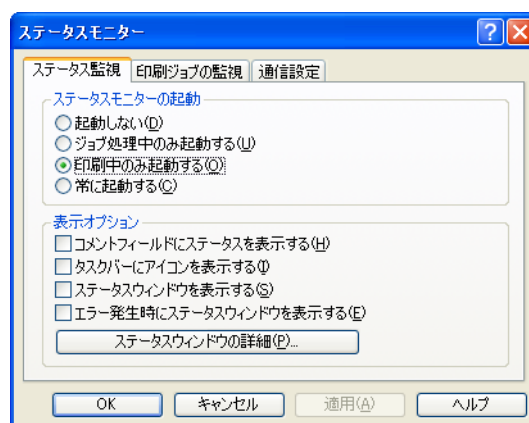 ステータスモニター
ステータス監視 印刷ジョブの監視 通信設定
ステータスモニターの起動
起動しない(D)
ジョブ処理中のみ起動する(U)
印刷中のみ起動する(O)
常に起動する(C)
表示オプション
コメントフィールドにステータスを表示する(H)
タスクバーにアイコンを表示する(I)
ステータスウィンドウを表示する(S)
エラー発生時にステータスウィンドウを表示する(E)
ステータスウィンドウの詳細(P)...
OK キャンセル 適用(A) ヘルプ